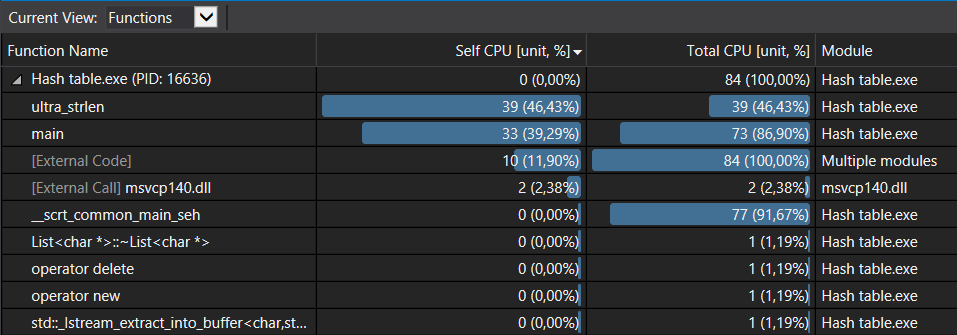 Current View: Functions
Function Name Self CPU [unit, %] Total CPU [unit, %] Module
Hash table.exe (PID: 16636) 0 (0,00%) 84 (100,00%) Hash table.exe
ultra_strlen 39 (46,43%) 39 (46,43%) Hash table.exe
main 33 (39,29%) 73 (86,90%) Hash table.exe
[External Code] 10 (11,90%) 84 (100,00%) Multiple modules
[External Call] msvcp140.dll 2 (2,38%) 2 (2,38%) msvcp140.dll
__scrt_common_main_seh 0 (0,00%) 77 (91,67%) Hash table.exe
List<char *>::~List<char *> 0 (0,00%) 1 (1,19%) Hash table.exe
operator delete 0 (0,00%) 1 (1,19%) Hash table.exe
operator new 0 (0,00%) 1 (1,19%) Hash table.exe
std::_Istream_extract_into_buffer<char,st... 0 (0,00%) 1 (1,19%) Hash table.exe